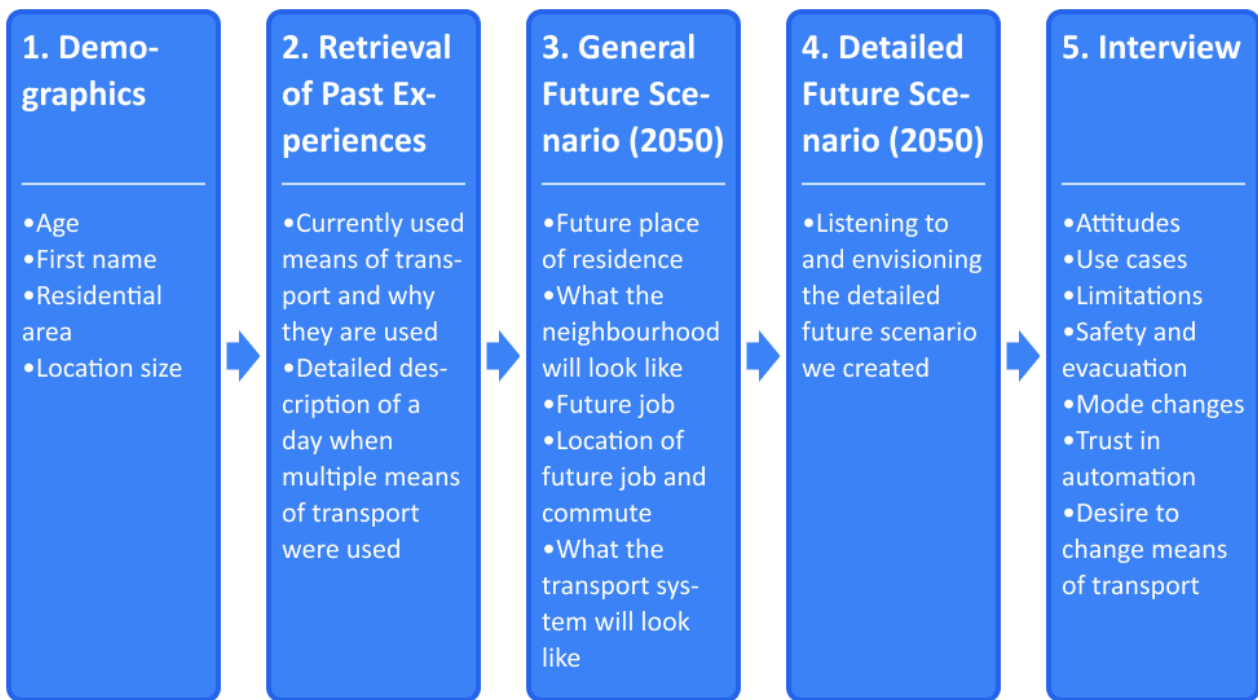 1. Demo-
graphics
•Age
•First name
•Residential
area
•Location size
2. Retrieval
of Past Ex-
periences
•Currently used
means of trans-
port and why
they are used
•Detailed des-
cription of a
day when
multiple means
of transport
were used
3. General
Future Sce-
nario (2050)
•Future place
of residence
•What the
neighbourhood
will look like
•Future job
•Location of
future job and
commute
•What the
transport sys-
tem will look
like
4. Detailed
Future Sce-
nario (2050)
•Listening to
and envisioning
the detailed
future scenario
we created
5. Interview
•Attitudes
•Use cases
•Limitations
•Safety and
evacuation
•Mode changes
•Trust in
automation
•Desire to
change means
of transport